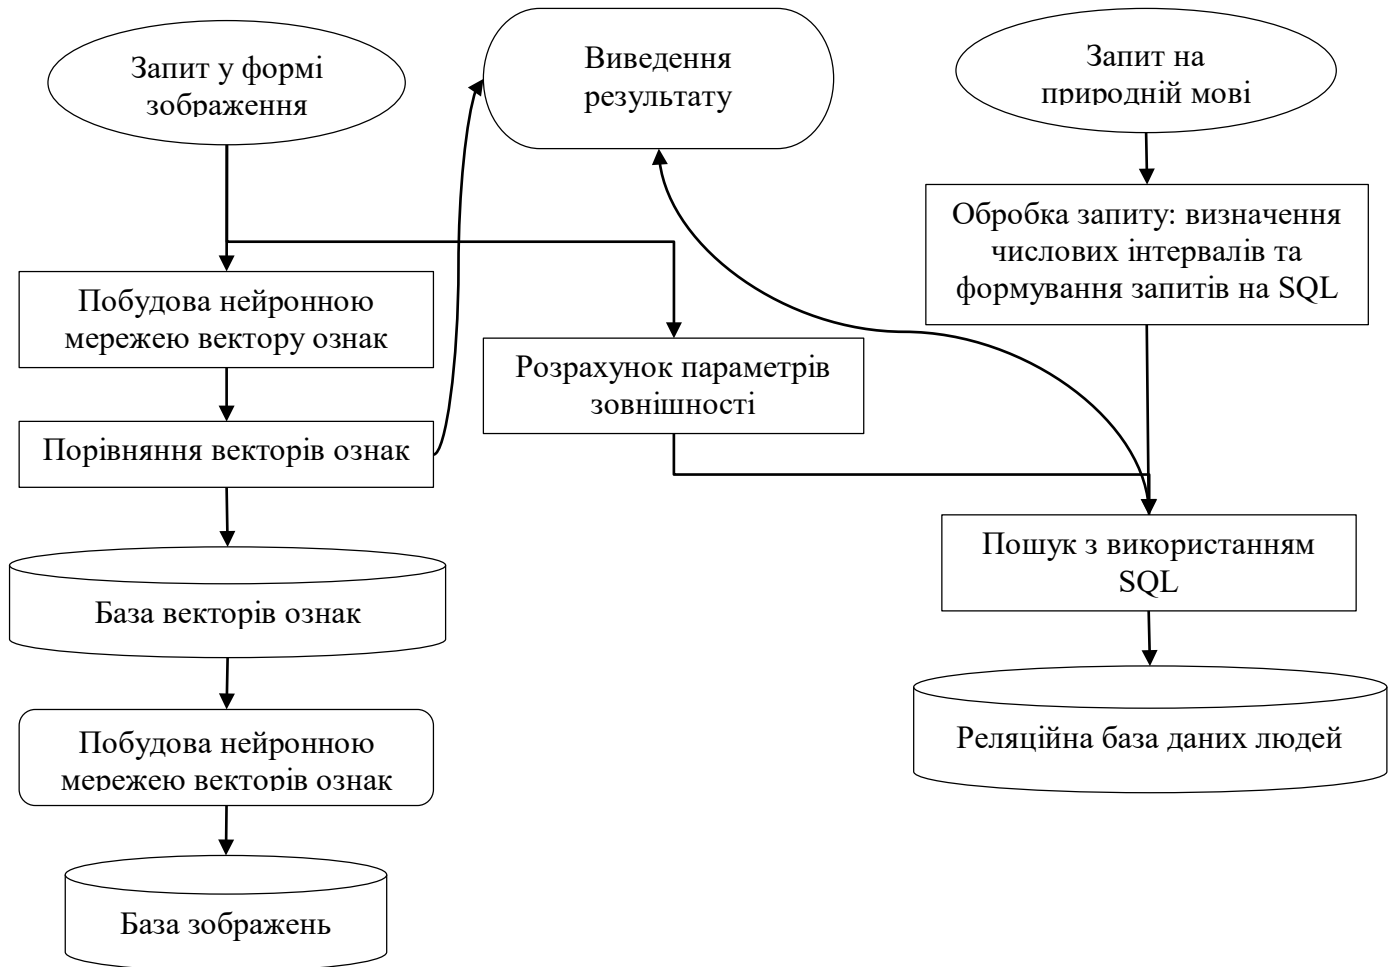 Запит у формі
зображення
Виведення
результату
Запит на
природній мові
Обробка запиту: визначення
числових інтервалів та
формування запитів на SQL
Побудова нейронною
мережею вектору ознак
Розрахунок параметрів
зовнішності
Порівняння векторів ознак
Пошук з використанням
SQL
База векторів ознак
Реляційна база даних людей
Побудова нейронною
мережею векторів ознак
База зображень